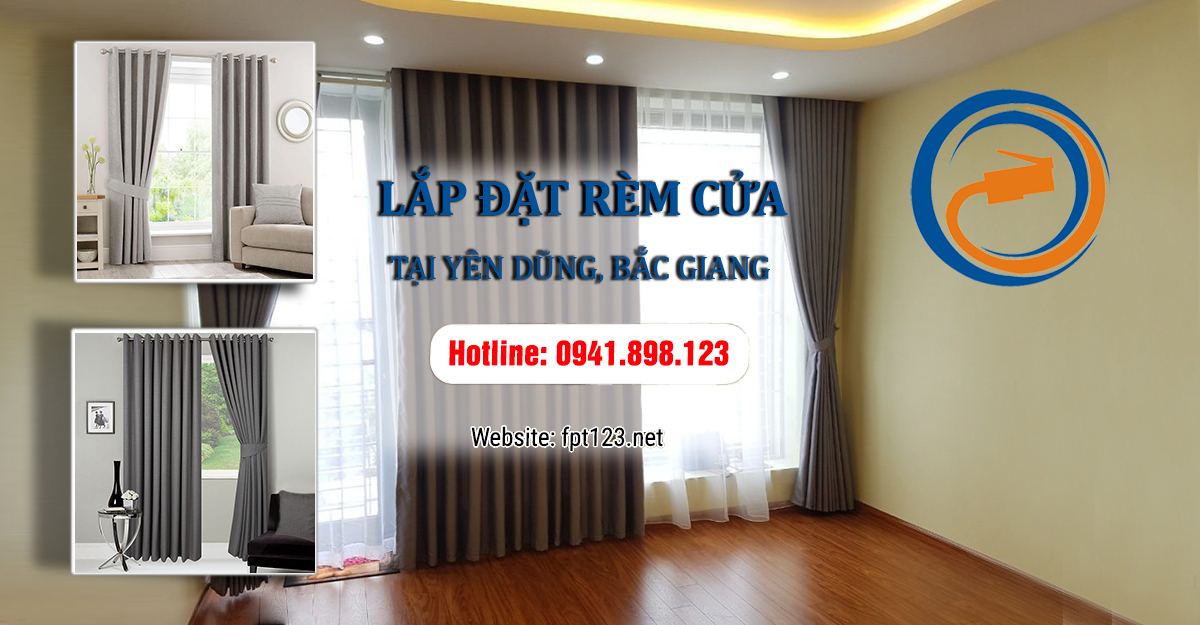 LẮP ĐẶT RÈM CỬA
TẠI YÊN DŨNG, BẮC GIANG
Hotline: 0941.898.123
Website: fpt123.net